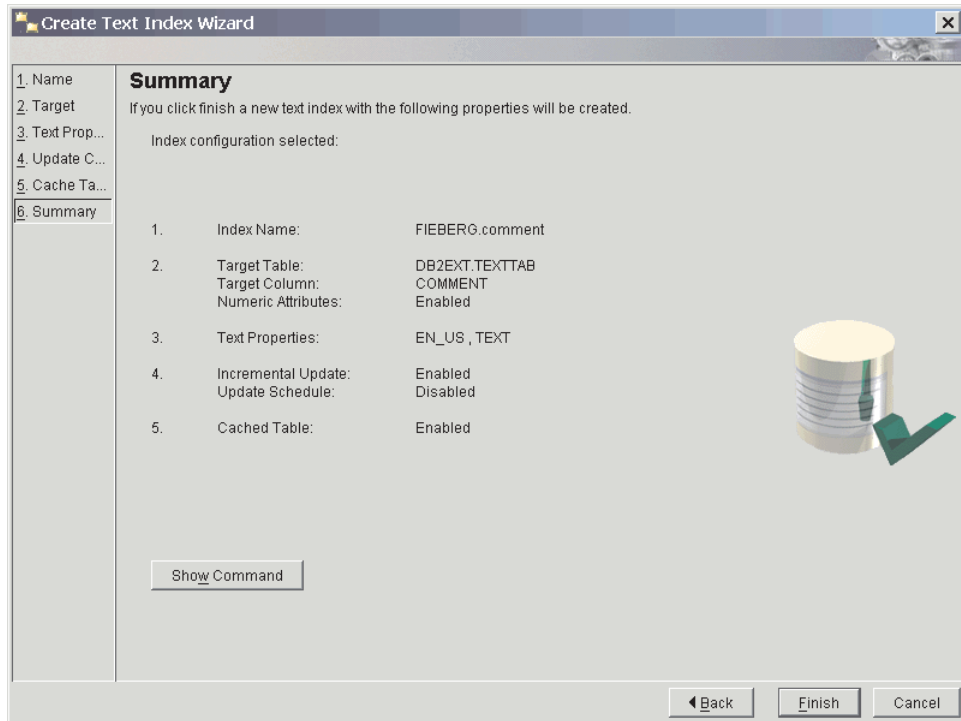 Create Text Index Wizard
1. Name
2. Target
3. Text Prop...
4. Update C...
5. Cache Ta...
6. Summary
Summary
If you click finish a new text index with the following properties will be created.
Index configuration selected:
1. Index Name: FIEBERG.comment
2. Target Table: DB2EXT.TEXTTAB
Target Column: COMMENT
Numeric Attributes: Enabled
3. Text Properties: EN_US , TEXT
4. Incremental Update: Enabled
Update Schedule: Disabled
5. Cached Table: Enabled
Show Command
Back Finish Cancel